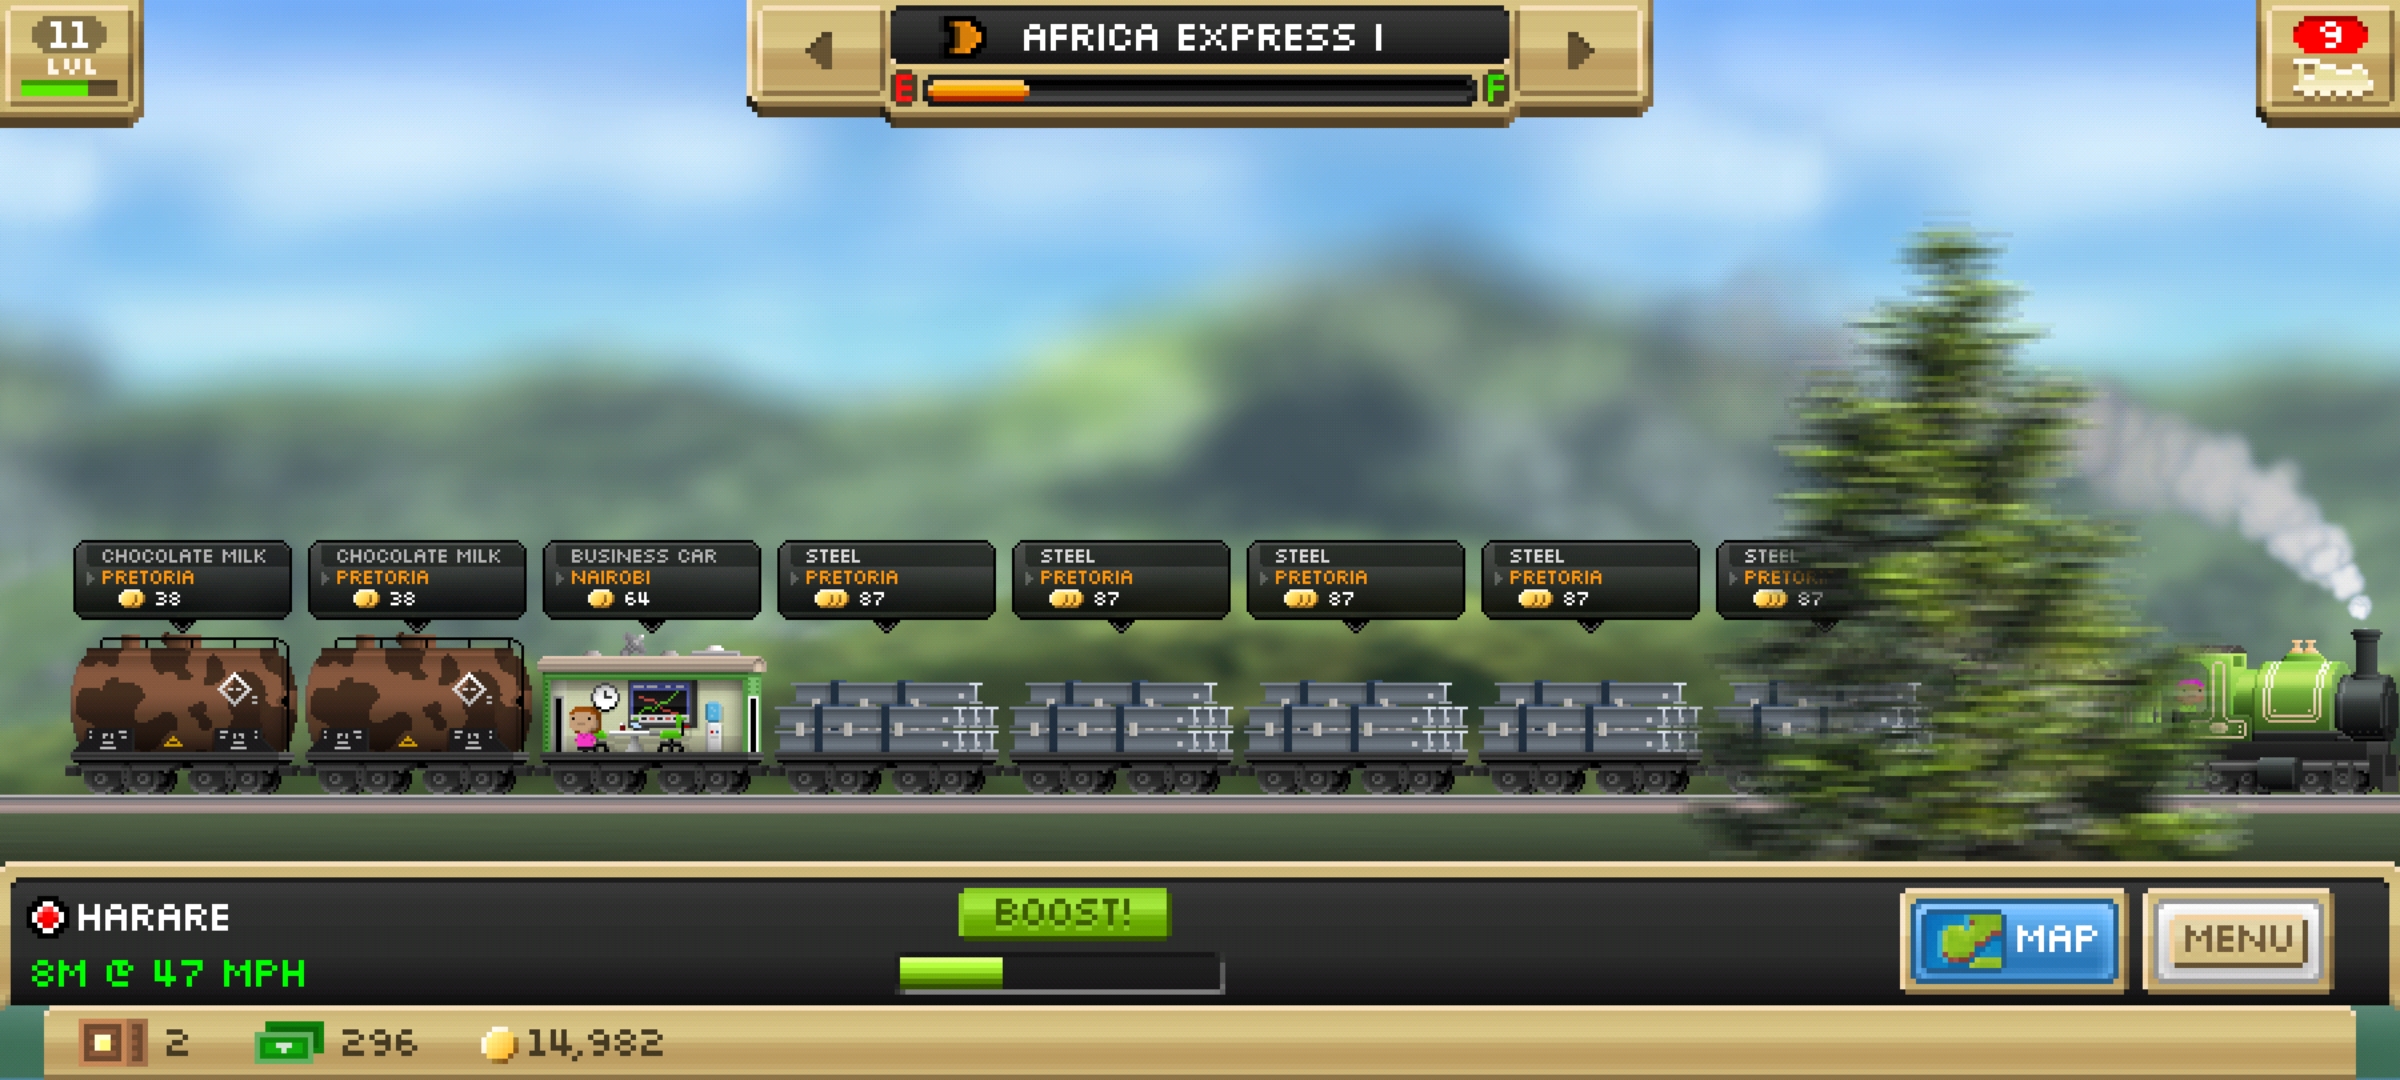 11
LVL
AFRICA EXPRESS I
E
F
9
CHOCOLATE MILK
PRETORIA
38
CHOCOLATE MILK
PRETORIA
38
BUSINESS CAR
NAIROBI
64
STEEL
PRETORIA
87
STEEL
PRETORIA
87
STEEL
PRETORIA
87
STEEL
PRETORIA
87
STEEL
PRETORIA
87
HARARE
8M @ 47 MPH
BOOST!
MAP
MENU
2
296
14,982